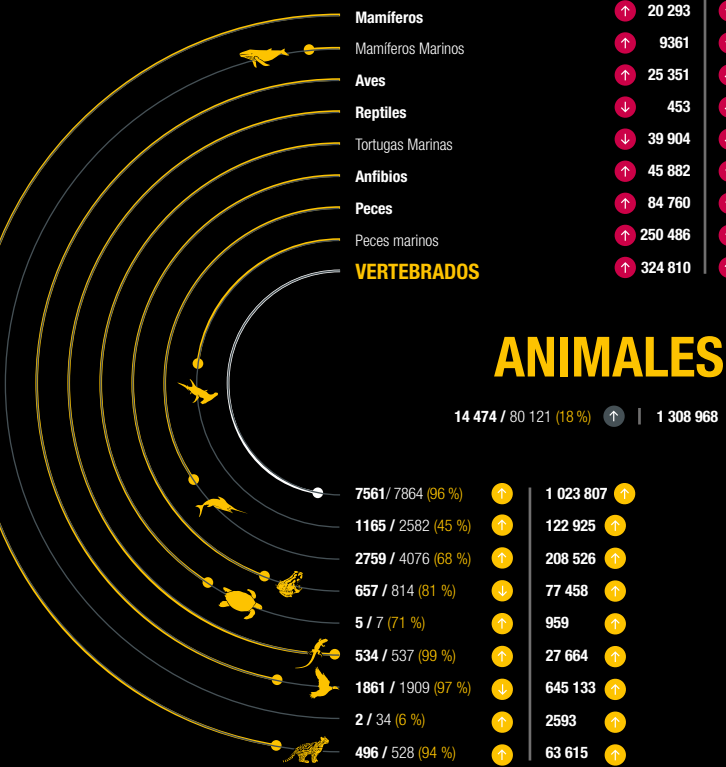 Mamíferos ↑ 20 293
Mamíferos Marinos ↑ 9361
Aves ↑ 25 351
Reptiles ↓ 453
Tortugas Marinas ↓ 39 904
Anfibios ↑ 45 882
Peces ↑ 84 760
Peces marinos ↑ 250 486
VERTEBRADOS ↑ 324 810
ANIMALES
14 474 / 80 121 (18 %) ↑ | 1 308 968
7561/ 7864 (96 %) ↑ 1 023 807 ↑
1165 / 2582 (45 %) ↑ 122 925 ↑
2759 / 4076 (68 %) ↑ 208 526 ↑
657 / 814 (81 %) ↓ 77 458 ↑
5 / 7 (71 %) ↑ 959 ↑
534 / 537 (99 %) ↑ 27 664 ↑
1861 / 1909 (97 %) ↓ 645 133 ↑
2 / 34 (6 %) ↑ 2593 ↑
496 / 528 (94 %) ↑ 63 615 ↑